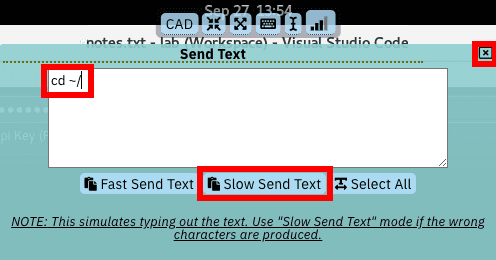 Sep 27 13:54
CAD
notes.txt - lab (Workspace) - Visual Studio Code
Send Text
cd ~/
Fast Send Text Slow Send Text Select All
NOTE: This simulates typing out the text. Use "Slow Send Text" mode if the wrong
characters are produced.